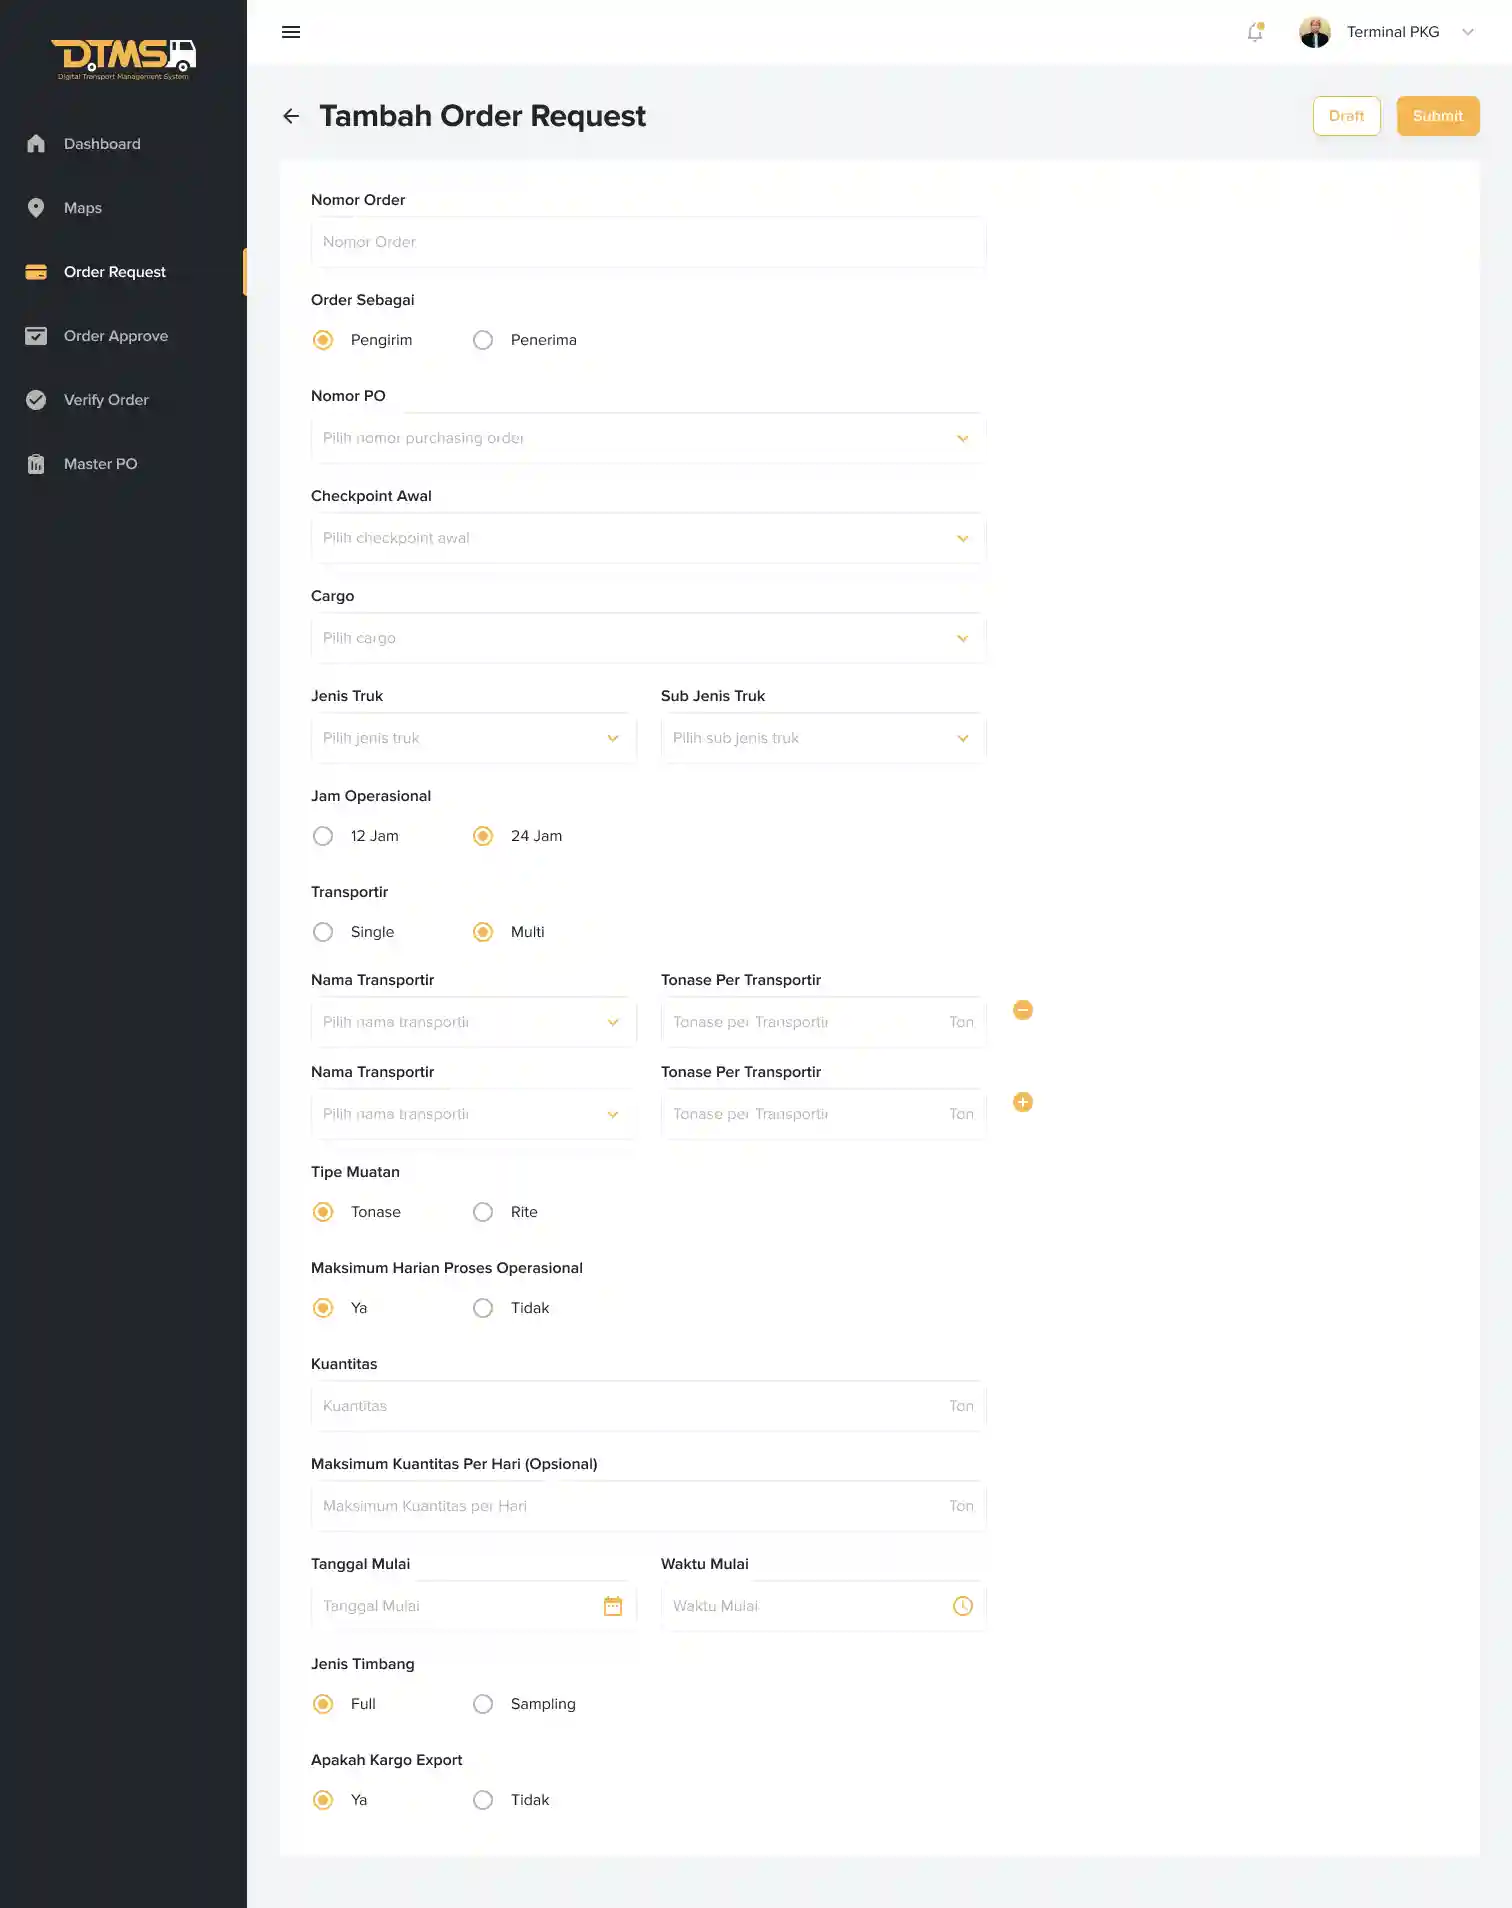 DTMS
Digital Transport Management System
Dashboard
Maps
Order Request
Order Approve
Verify Order
Master PO
Terminal PKG
Tambah Order Request
Draft
Submit
Nomor Order
Nomor Order
Order Sebagai
Pengirim Penerima
Nomor PO
Pilih nomor purchasing order
Checkpoint Awal
Pilih checkpoint awal
Cargo
Pilih cargo
Jenis Truk Sub Jenis Truk
Pilih jenis truk Pilih sub jenis truk
Jam Operasional
12 Jam 24 Jam
Transportir
Single Multi
Nama Transportir Tonase Per Transportir
Pilih nama transportir Tonase per Transportir Ton
Nama Transportir Tonase Per Transportir
Pilih nama transportir Tonase per Transportir Ton
Tipe Muatan
Tonase Rite
Maksimum Harian Proses Operasional
Ya Tidak
Kuantitas
Kuantitas Ton
Maksimum Kuantitas Per Hari (Opsional)
Maksimum Kuantitas per Hari Ton
Tanggal Mulai Waktu Mulai
Tanggal Mulai Waktu Mulai
Jenis Timbang
Full Sampling
Apakah Kargo Export
Ya Tidak